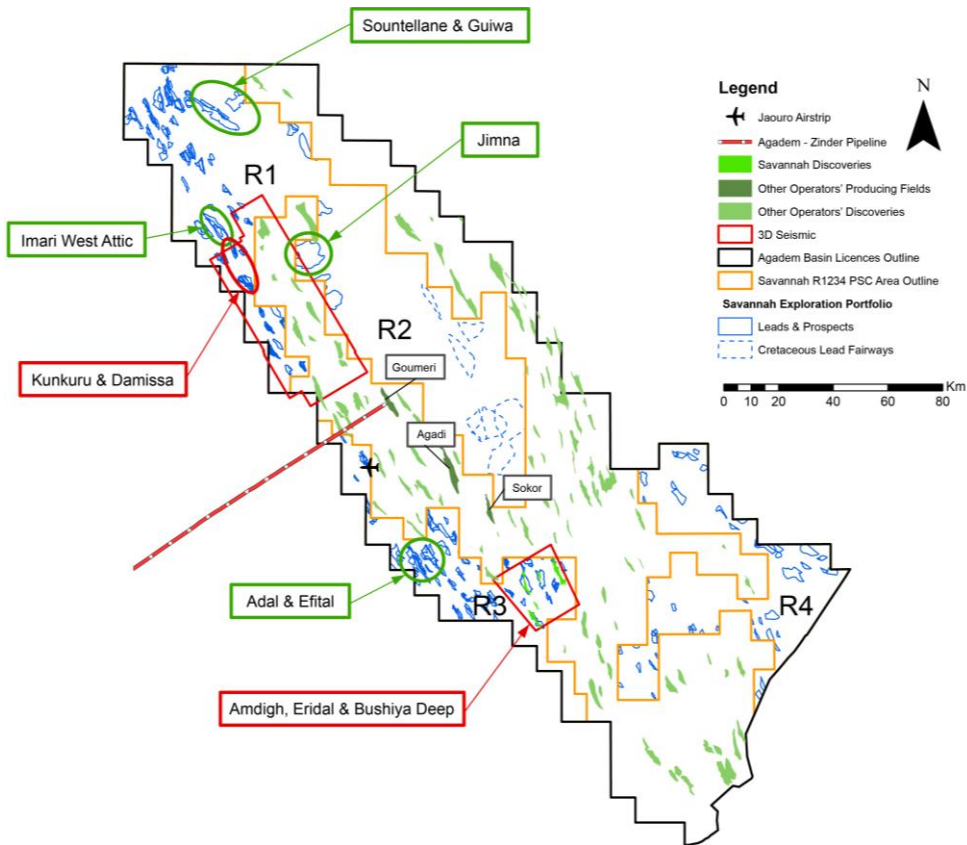 Sountellane & Guiwa
Jimna
Imari West Attic
Kunkuru & Damissa
R1
R2
Goumeri
Agadi
Sokor
Adal & Efital
R3
R4
Amdigh, Eridal & Bushiya Deep
Legend
N
Jaouro Airstrip
Agadem - Zinder Pipeline
Savannah Discoveries
Other Operators' Producing Fields
Other Operators' Discoveries
3D Seismic
Agadem Basin Licences Outline
Savannah R1234 PSC Area Outline
Savannah Exploration Portfolio
Leads & Prospects
Cretaceous Lead Fairways
Km
0 10 20 40 60 80